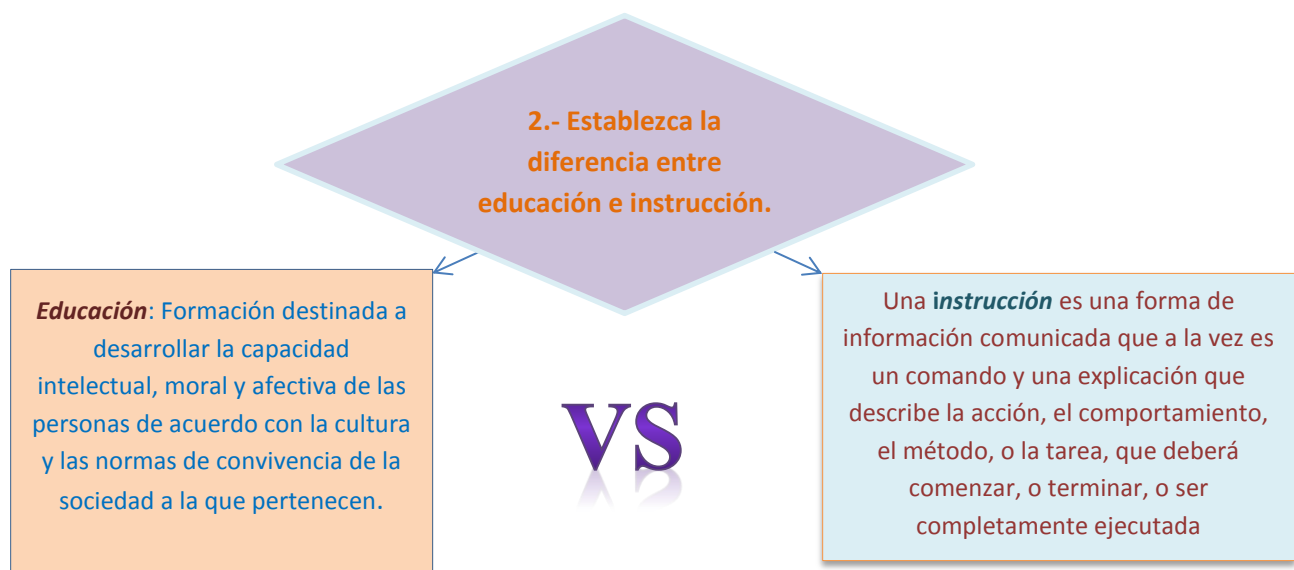 2.- Establezca la
diferencia entre
educación e instrucción.
Educación: Formación destinada a
desarrollar la capacidad
intelectual, moral y afectiva de las
personas de acuerdo con la cultura
y las normas de convivencia de la
sociedad a la que pertenecen.
VS
Una instrucción es una forma de
información comunicada que a la vez es
un comando y una explicación que
describe la acción, el comportamiento,
el método, o la tarea, que deberá
comenzar, o terminar, o ser
completamente ejecutada